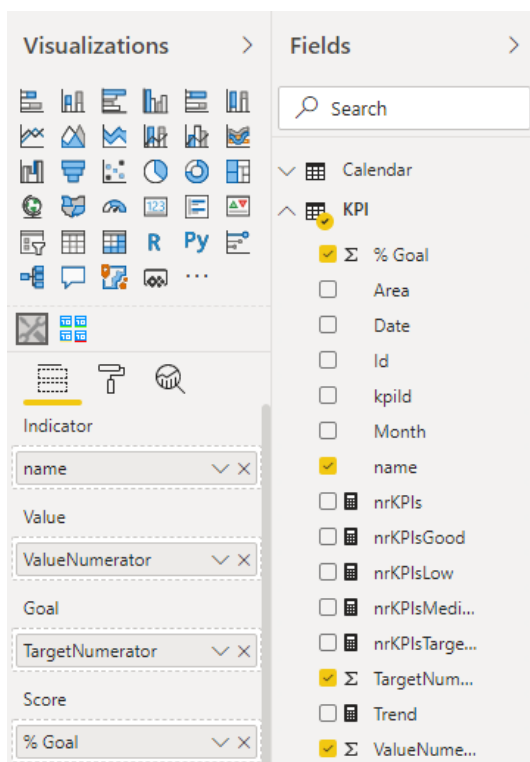 Visualizations
Fields
Search
Calendar
KPI
% Goal
Area
Date
Id
kpiId
Month
name
nrKPIs
nrKPIsGood
nrKPIsLow
nrKPIsMedi...
nrKPIsTarge...
TargetNum...
Trend
ValueNume...
123
R
Py
Indicator
name
Value
ValueNumerator
Goal
TargetNumerator
Score
% Goal